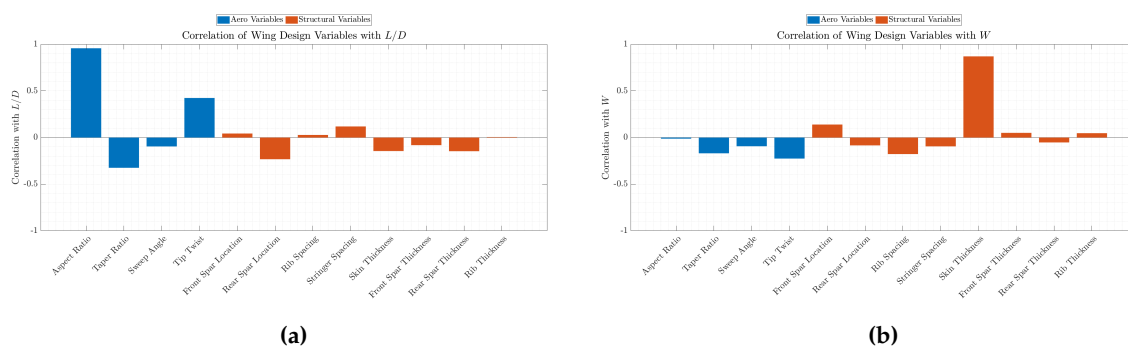 Aero Variables Structural Variables
Correlation of Wing Design Variables with L/D
Correlation with L/D
1
0.5
0
-0.5
-1
Aspect Ratio
Taper Ratio
Sweep Angle
Tip Twist
Front Spar Location
Rear Spar Location
Rib Spacing
Stringer Spacing
Skin Thickness
Front Spar Thickness
Rear Spar Thickness
Rib Thickness
(a)
Aero Variables Structural Variables
Correlation of Wing Design Variables with W
Correlation with W
1
0.5
0
-0.5
-1
Aspect Ratio
Taper Ratio
Sweep Angle
Tip Twist
Front Spar Location
Rear Spar Location
Rib Spacing
Stringer Spacing
Skin Thickness
Front Spar Thickness
Rear Spar Thickness
Rib Thickness
(b)